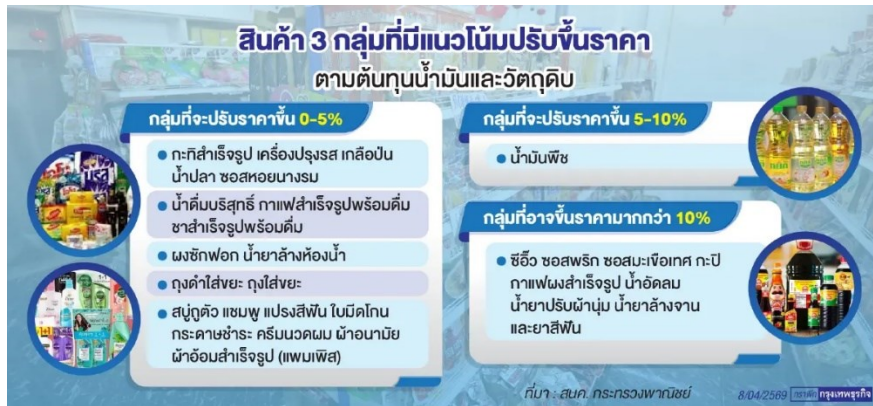 สินค้า 3 กลุ่มที่มีแนวโน้มปรับขึ้นราคา
ตามต้นทุนน้ำมันและวัตถุดิบ
กลุ่มที่จะปรับราคาขึ้น 0-5%
กะทิสำเร็จรูป เครื่องปรุงรส เกลือป่น
น้ำปลา ซอสหอยนางรม
น้ำดื่มบริสุทธิ์ กาแฟสำเร็จรูปพร้อมดื่ม
ชาสำเร็จรูปพร้อมดื่ม
ผงซักฟอก น้ำยาล้างห้องน้ำ
ถุงดำใส่ขยะ ถุงใส่ขยะ
สบู่ถูตัว แชมพู แปรงสีฟัน ใบมีดโกน
กระดาษชำระ ครีมนวดผม ผ้าอนามัย
ผ้าอ้อมสำเร็จรูป (แพมเพิส)
กลุ่มที่จะปรับราคาขึ้น 5-10%
น้ำมันพืช
กลุ่มที่อาจขึ้นราคามากกว่า 10%
ซีอิ๊ว ซอสพริก ซอสมะเขือเทศ กะปิ
กาแฟผงสำเร็จรูป น้ำอัดลม
น้ำยาปรับผ้านุ่ม น้ำยาล้างจาน
และยาสีฟัน
ที่มา : สนค. กระทรวงพาณิชย์
8/04/2569 กราฟิก กรุงเทพธุรกิจ